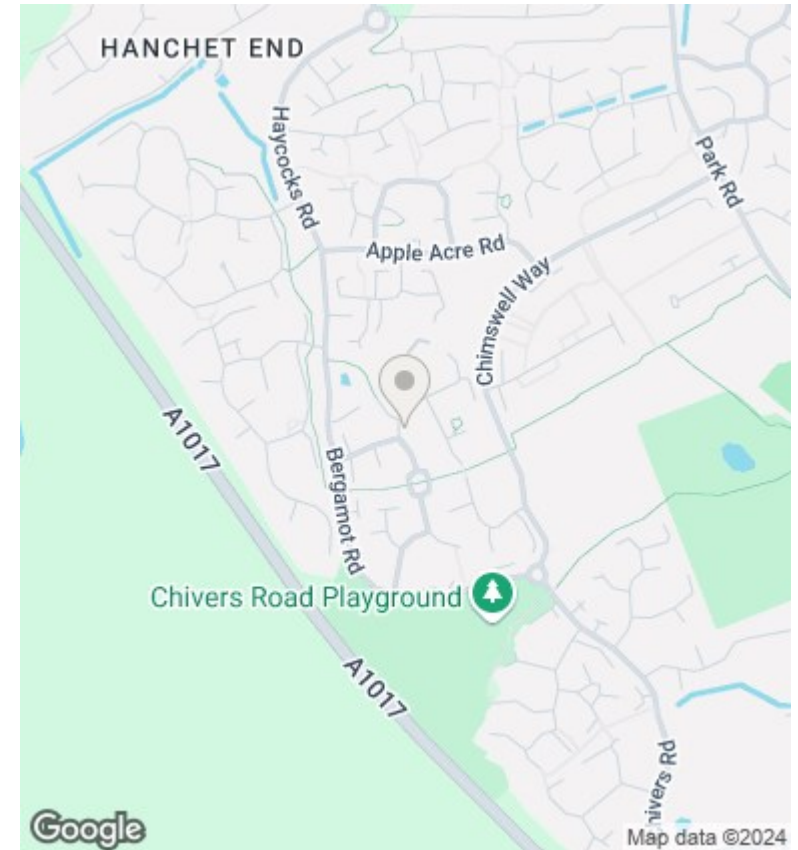 HANCHET END
Haycocks Rd
Park Rd
Apple Acre Rd
Chimswell Way
A1017
Bergamot Rd
Chivers Road Playground
A1017
hivers Rd
Google
Map data ©2024